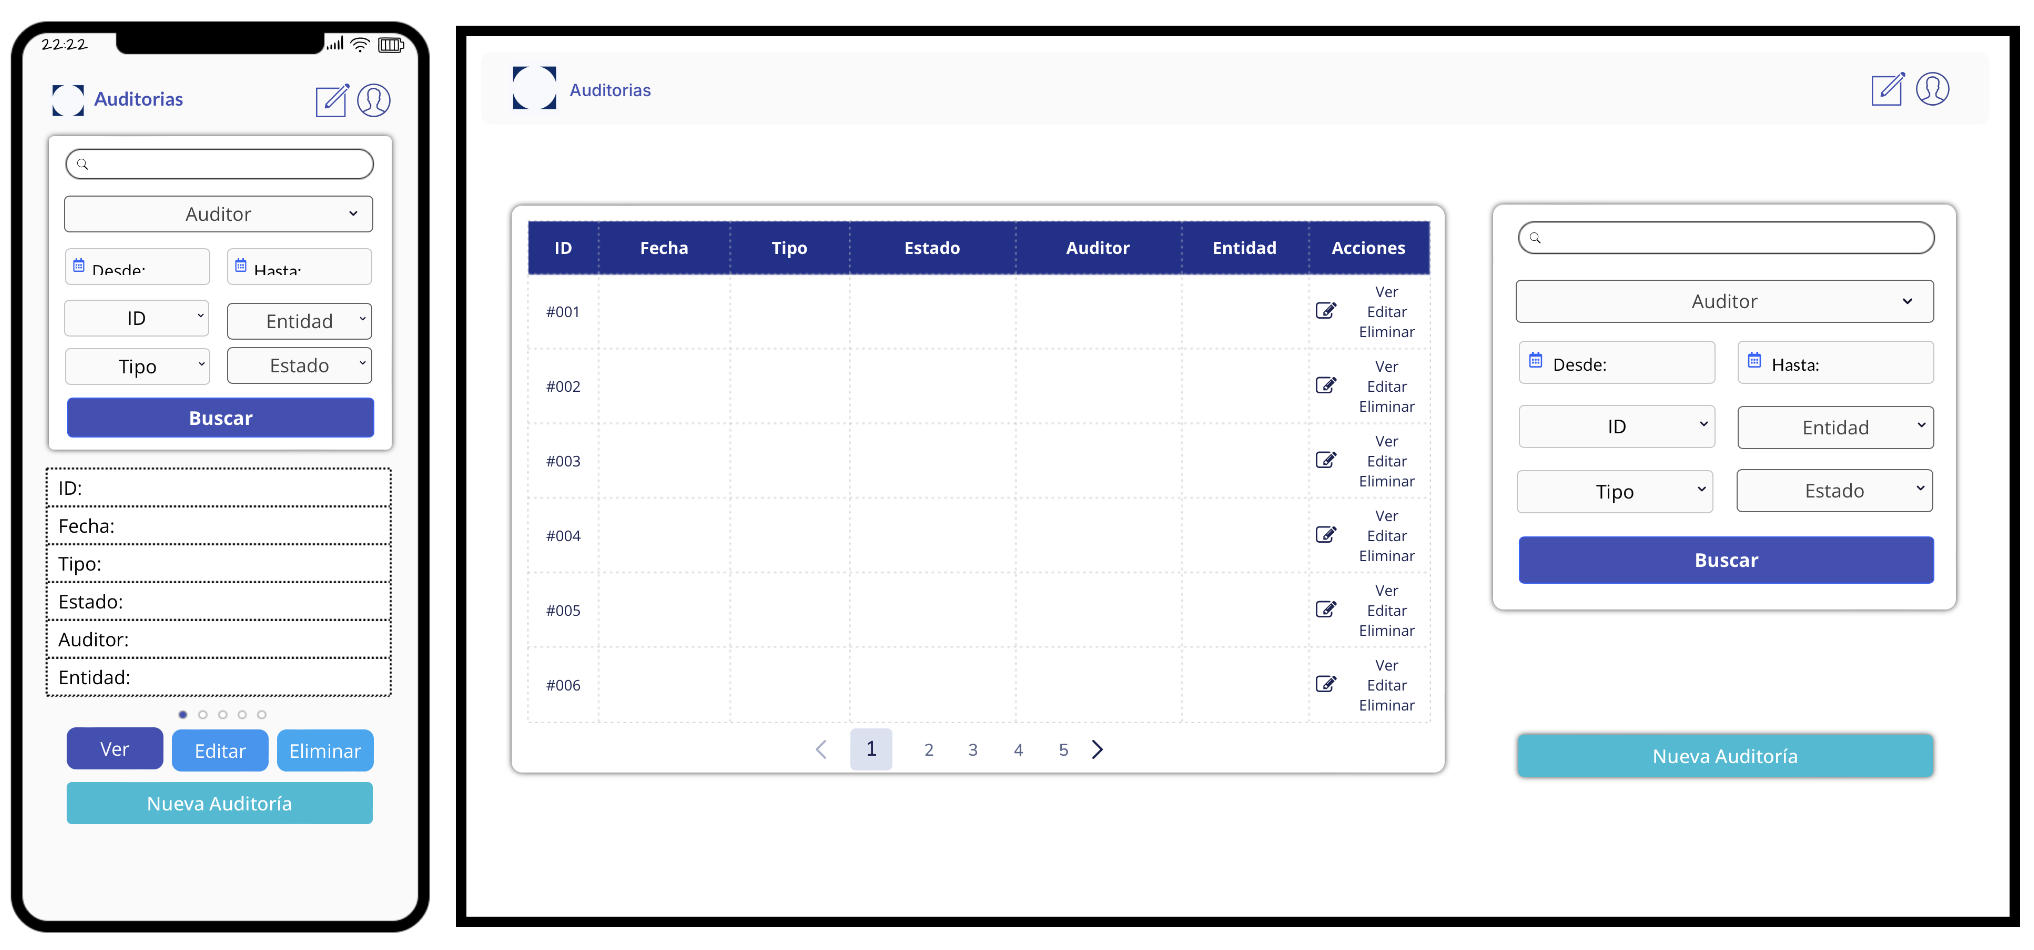 22:22
Auditorias
Auditor
Desde:
Hasta:
ID
Entidad
Tipo
Estado
Buscar
ID:
Fecha:
Tipo:
Estado:
Auditor:
Entidad:
Ver
Editar
Eliminar
Nueva Auditoría
Auditorias
ID Fecha Tipo Estado Auditor Entidad Acciones
#001
Ver
Editar
Eliminar
#002
Ver
Editar
Eliminar
#003
Ver
Editar
Eliminar
#004
Ver
Editar
Eliminar
#005
Ver
Editar
Eliminar
#006
Ver
Editar
Eliminar
1 2 3 4 5
Auditor
Desde:
Hasta:
ID
Entidad
Tipo
Estado
Buscar
Nueva Auditoría